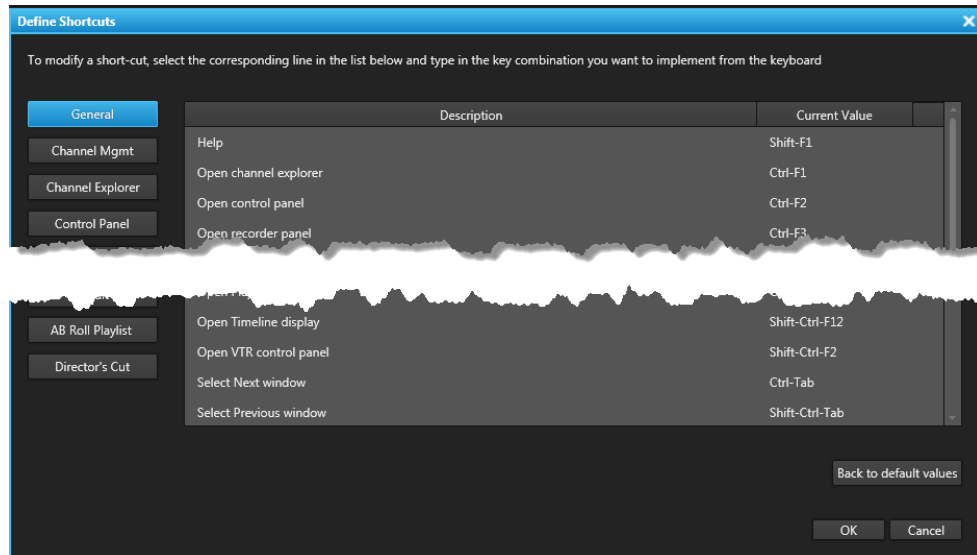 Define Shortcuts
To modify a short-cut, select the corresponding line in the list below and type in the key combination you want to implement from the keyboard
General
Description Current Value
Channel Mgmt
Help Shift-F1
Channel Explorer
Open channel explorer Ctrl-F1
Open control panel Ctrl-F2
Control Panel
Open recorder panel Ctrl-F3
AB Roll Playlist
Open Timeline display Shift-Ctrl-F12
Open VTR control panel Shift-Ctrl-F2
Director's Cut
Select Next window Ctrl-Tab
Select Previous window Shift-Ctrl-Tab
Back to default values
OK Cancel